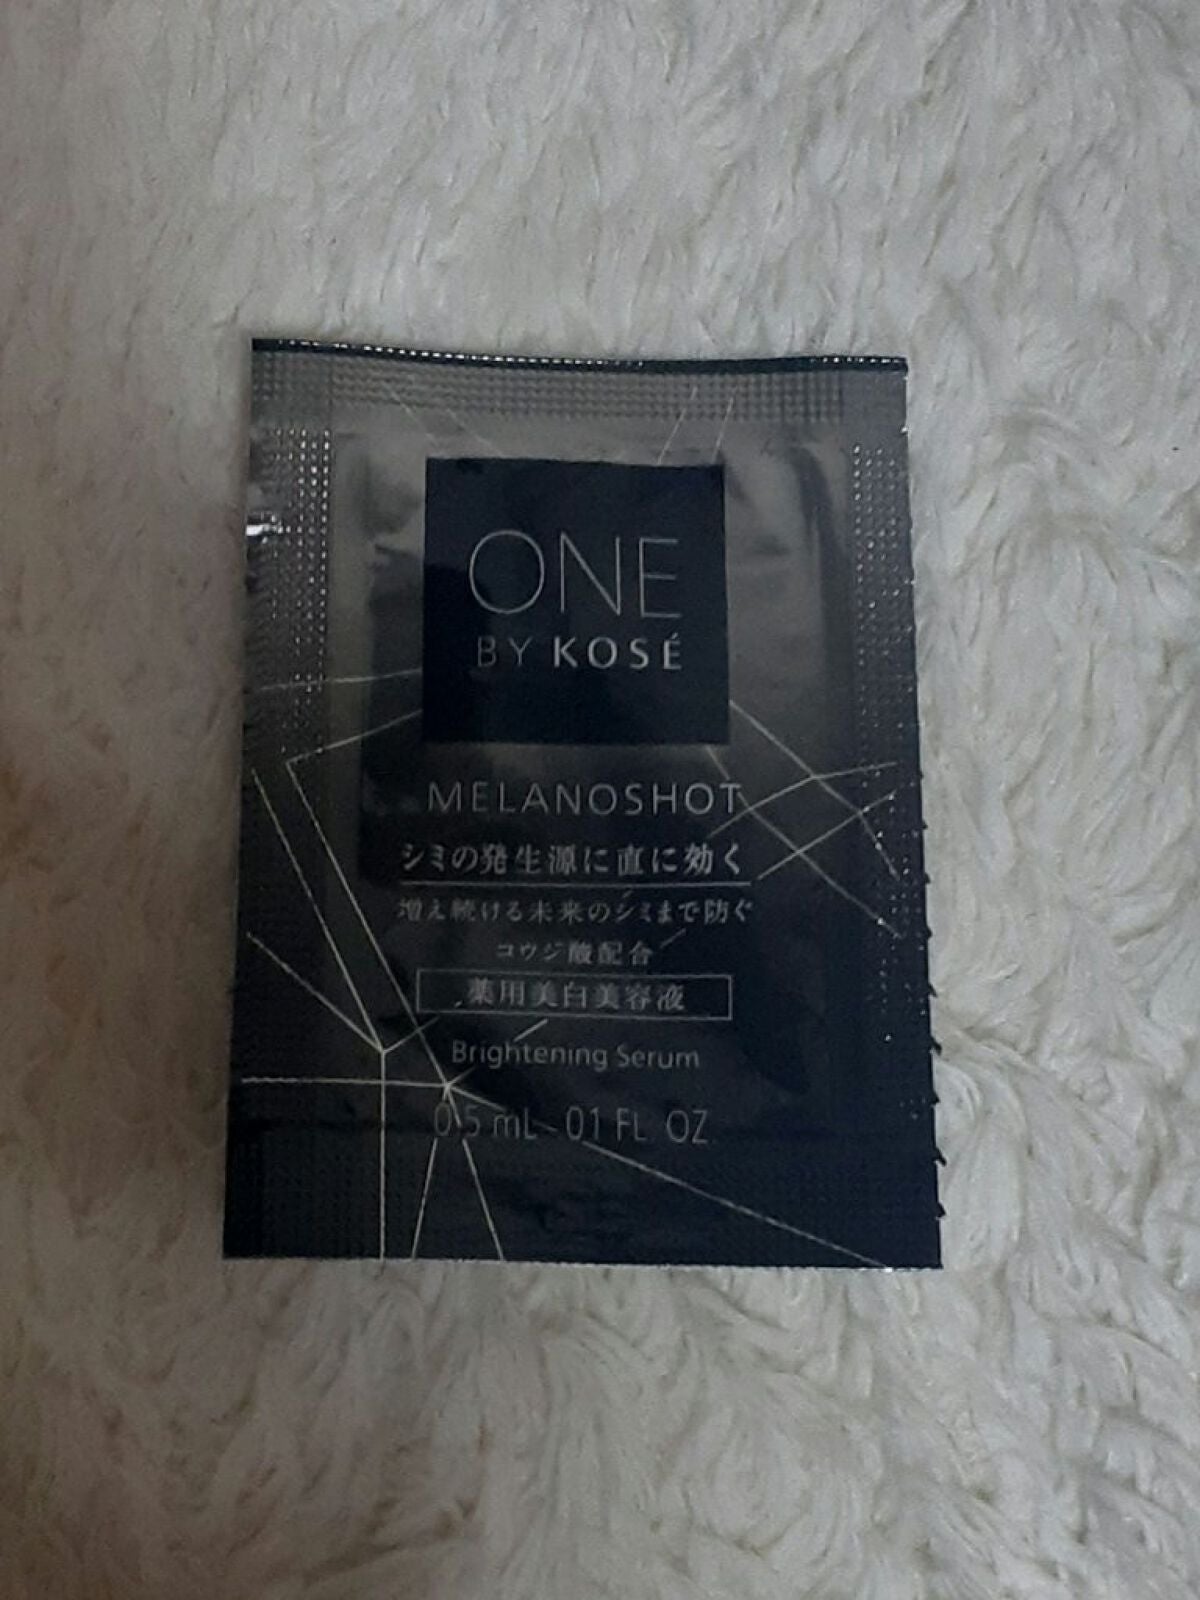 ONE
BY KOSÉ
MELANOSHOT
シミの発生源に直に効く
増え続ける未来のシミまで防ぐ
コウジ酸配合
薬用美白美容液
Brightening Serum
0.5 mL 01 FL. OZ.